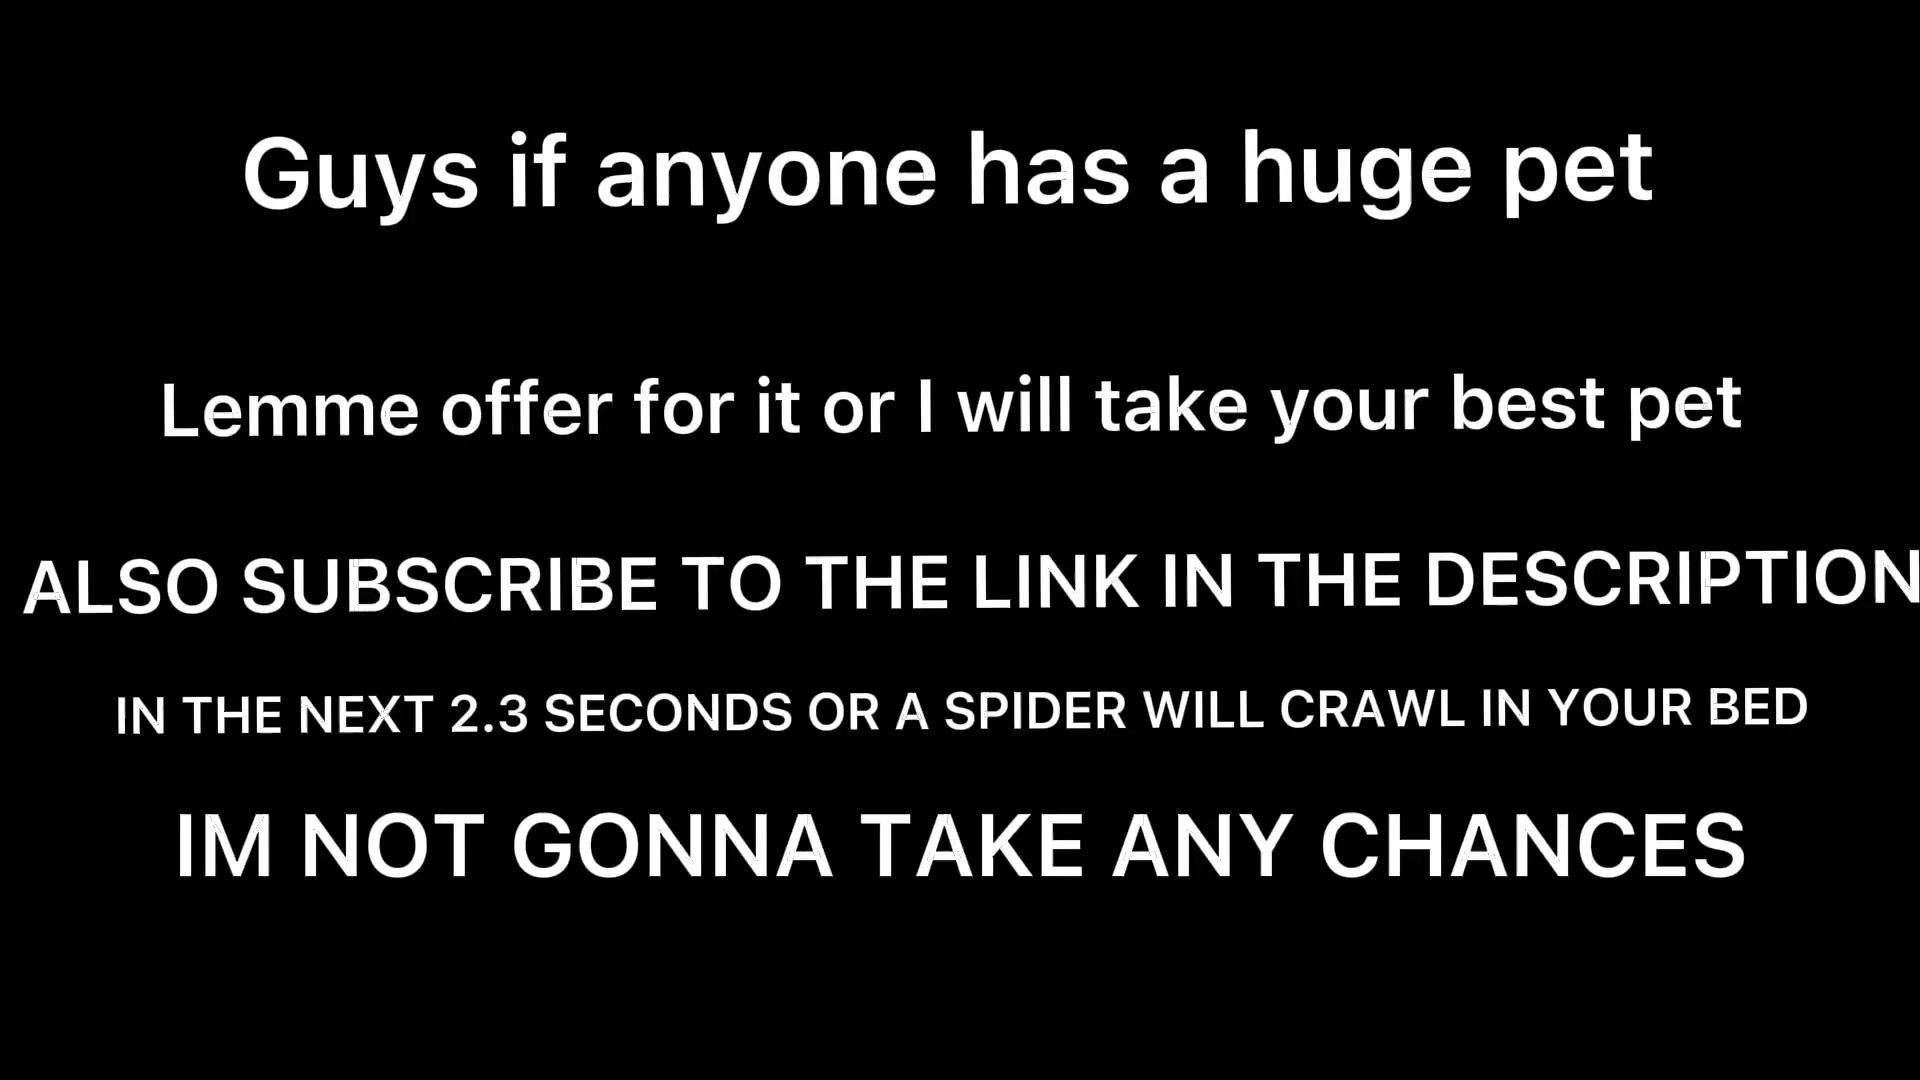 Guys if anyone has a huge pet
Lemme offer for it or I will take your best pet
ALSO SUBSCRIBE TO THE LINK IN THE DESCRIPTION
IN THE NEXT 2.3 SECONDS OR A SPIDER WILL CRAWL IN YOUR BED
IM NOT GONNA TAKE ANY CHANCES